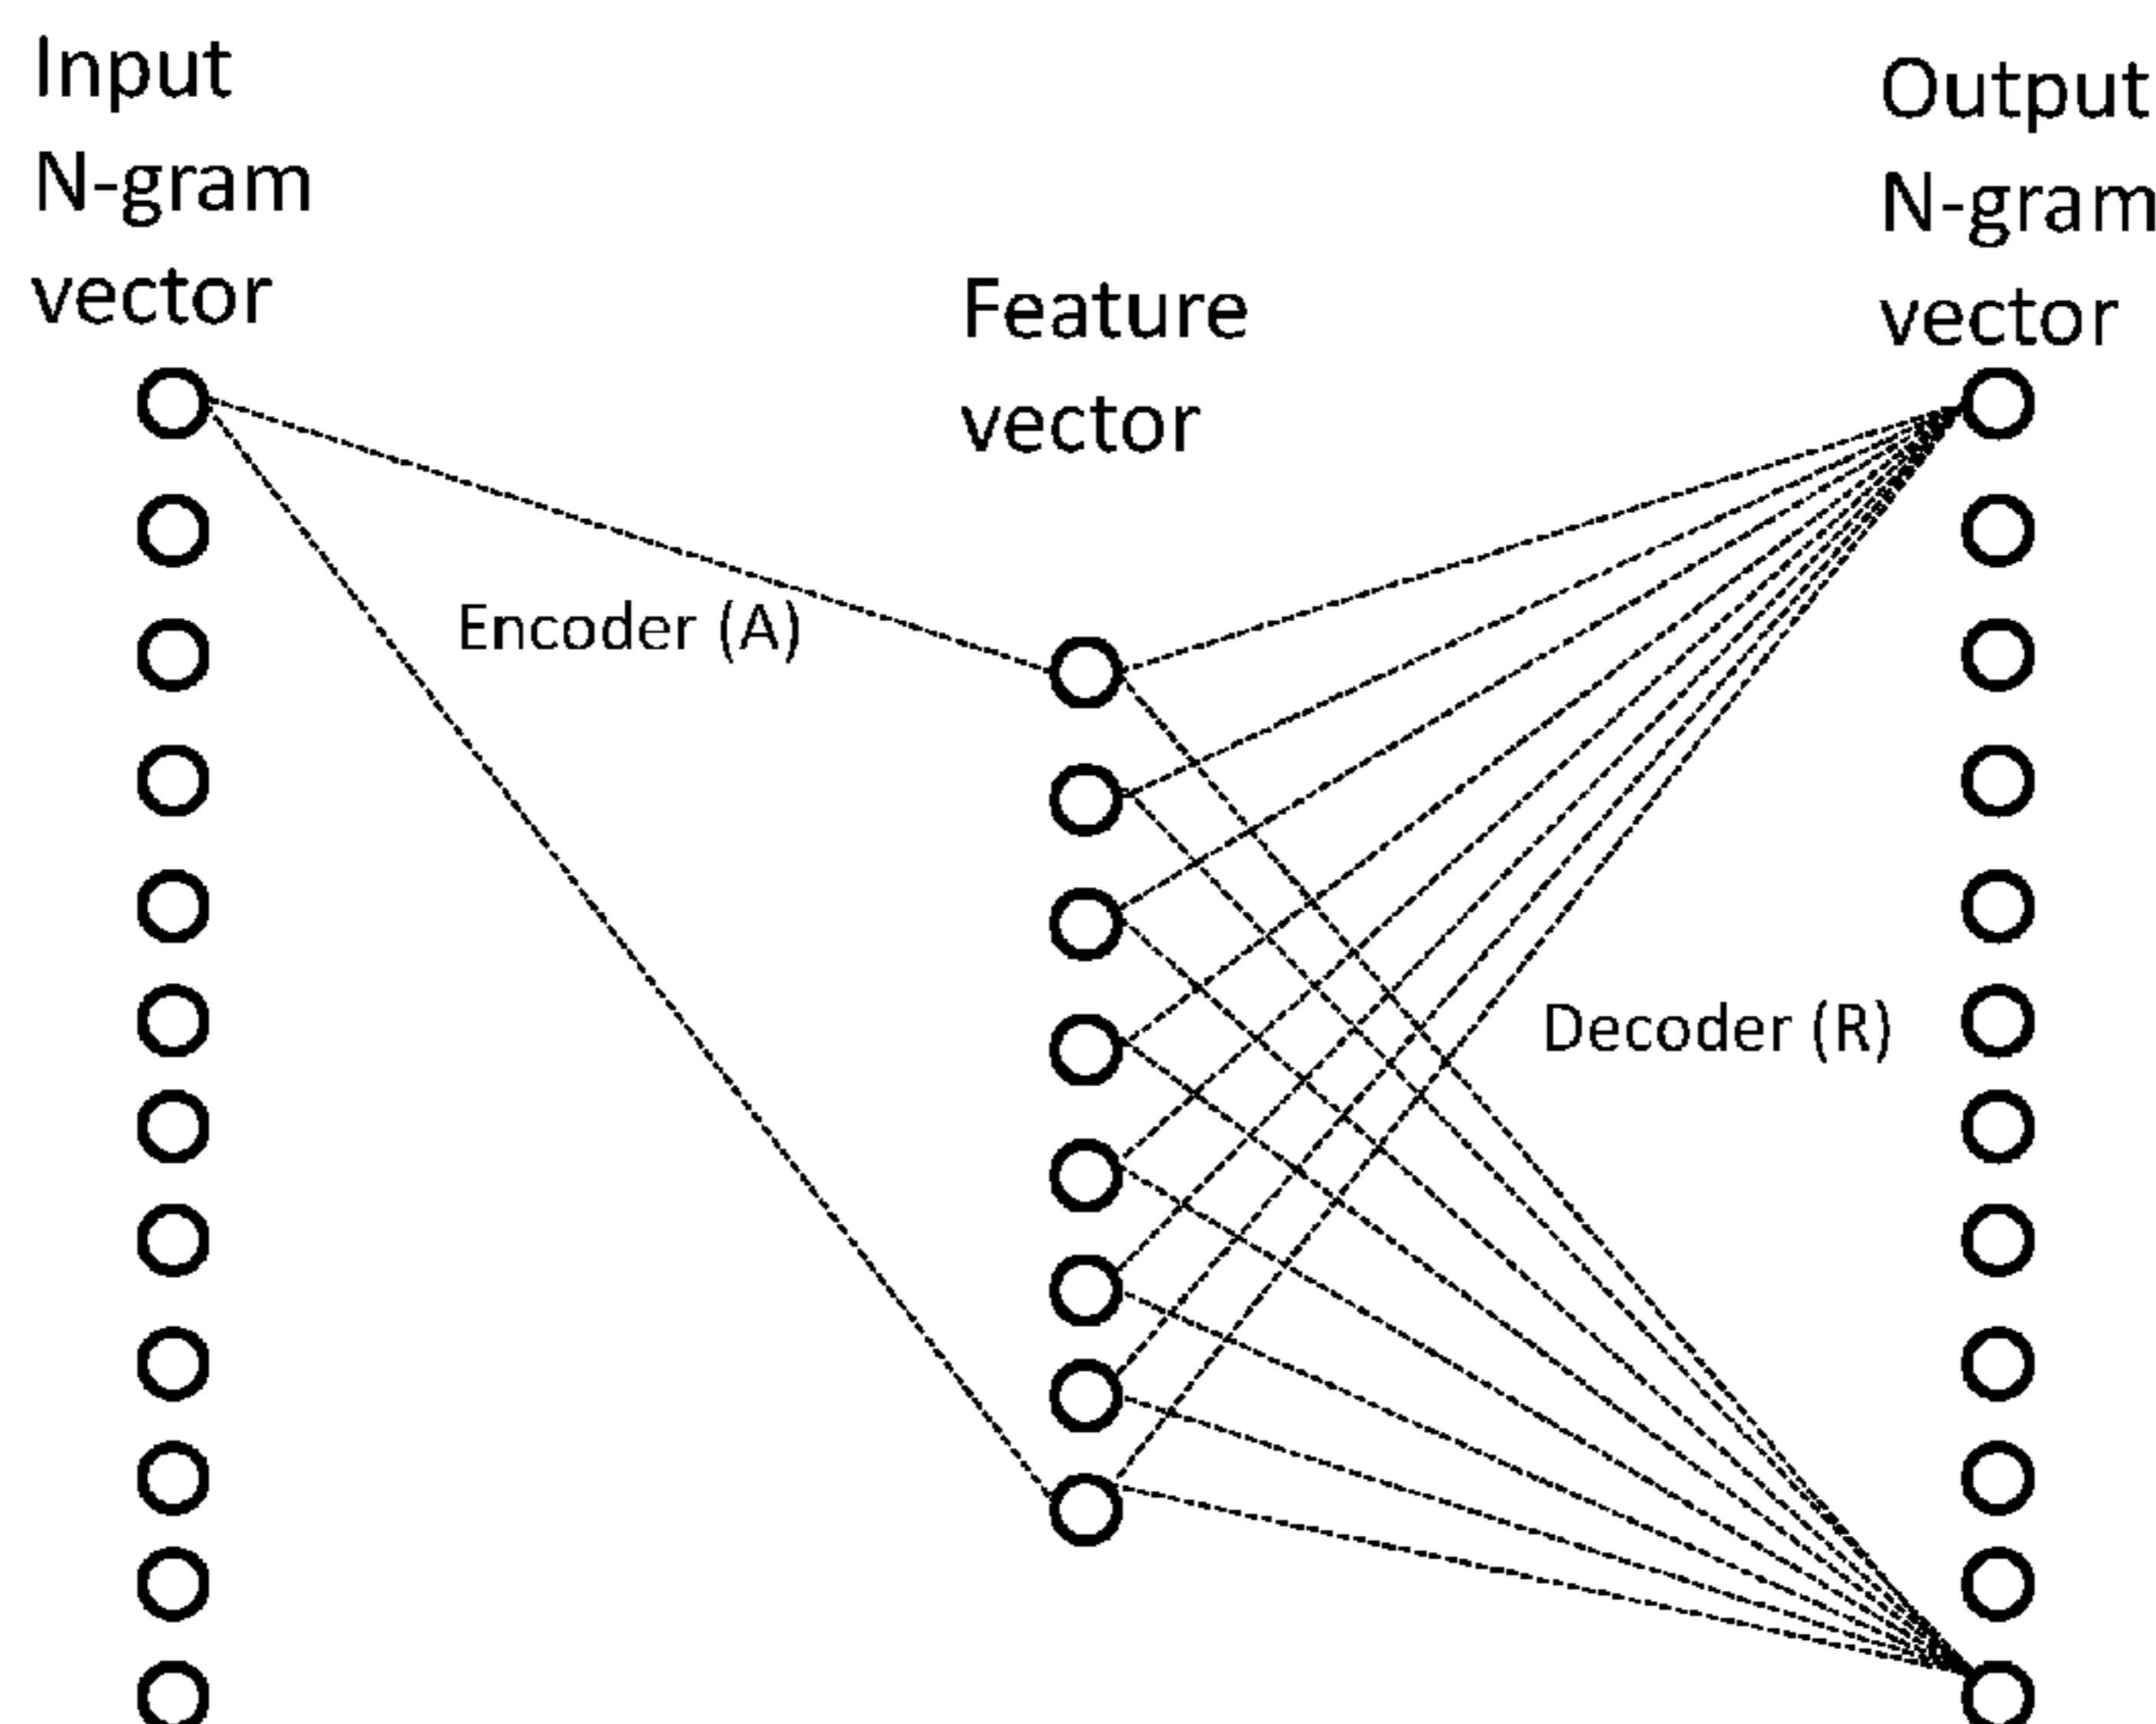 Input
N-gram
vector
Feature
vector
Output
N-gram
vector
Encoder (A)
Decoder (R)